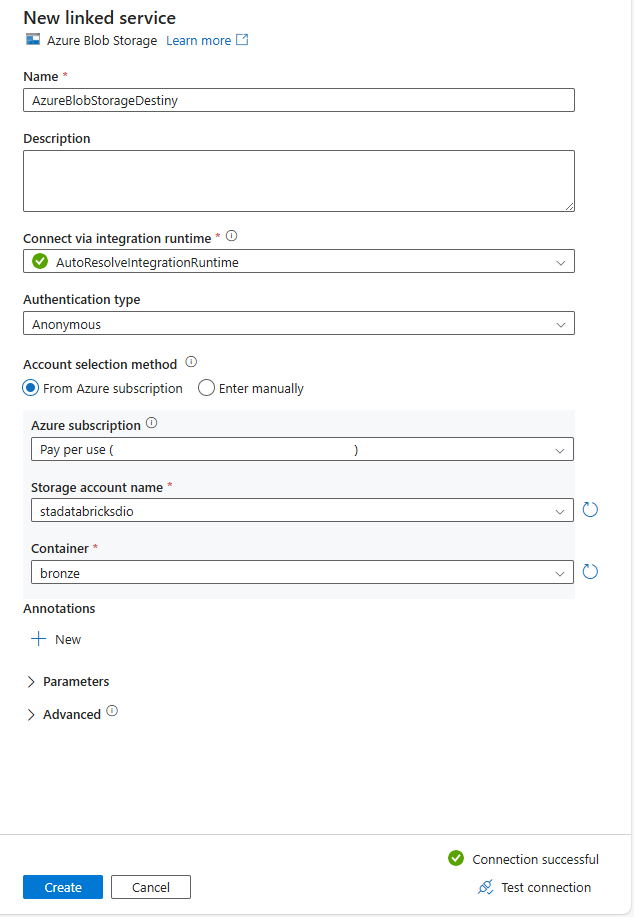 New linked service
Azure Blob Storage Learn more
Name *
AzureBlobStorageDestiny
Description
Connect via integration runtime *
AutoResolveIntegrationRuntime
Authentication type
Anonymous
Account selection method
From Azure subscription Enter manually
Azure subscription
Pay per use ( )
Storage account name *
stadatabricksdio
Container *
bronze
Annotations
New
Parameters
Advanced
Connection successful
Create Cancel Test connection